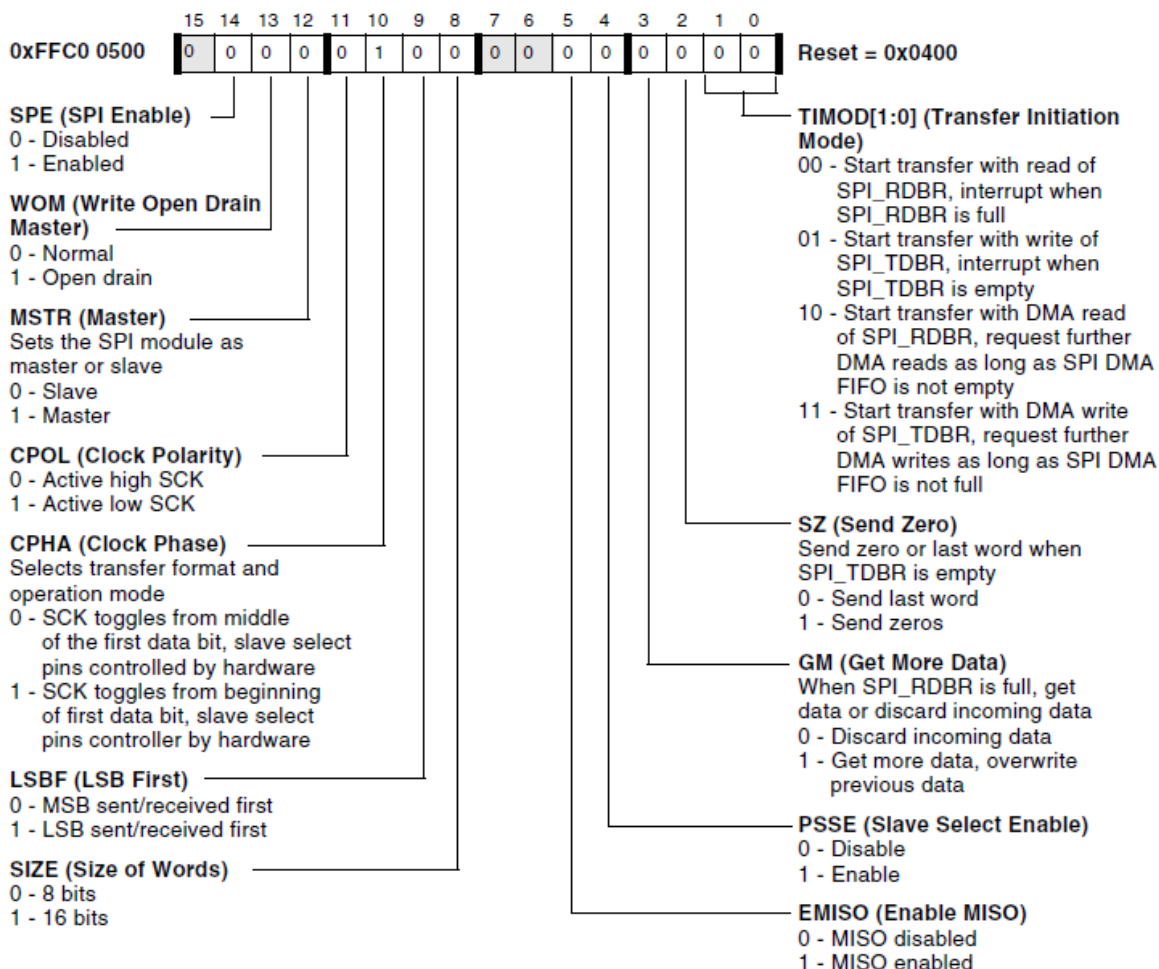 15 14 13 12 11 10 9 8 7 6 5 4 3 2 1 0
0xFFC0 0500 0 0 0 0 0 1 0 0 0 0 0 0 0 0 0 0 Reset = 0x0400
SPE (SPI Enable)
0 - Disabled
1 - Enabled
WOM (Write Open Drain
Master)
0 - Normal
1 - Open drain
MSTR (Master)
Sets the SPI module as
master or slave
0 - Slave
1 - Master
CPOL (Clock Polarity)
0 - Active high SCK
1 - Active low SCK
CPHA (Clock Phase)
Selects transfer format and
operation mode
0 - SCK toggles from middle
of the first data bit, slave select
pins controlled by hardware
1 - SCK toggles from beginning
of first data bit, slave select
pins controller by hardware
LSBF (LSB First)
0 - MSB sent/received first
1 - LSB sent/received first
SIZE (Size of Words)
0 - 8 bits
1 - 16 bits
TIMOD[1:0] (Transfer Initiation
Mode)
00 - Start transfer with read of
SPI_RDBR, interrupt when
SPI_RDBR is full
01 - Start transfer with write of
SPI_TDBR, interrupt when
SPI_TDBR is empty
10 - Start transfer with DMA read
of SPI_RDBR, request further
DMA reads as long as SPI DMA
FIFO is not empty
11 - Start transfer with DMA write
of SPI_TDBR, request further
DMA writes as long as SPI DMA
FIFO is not full
SZ (Send Zero)
Send zero or last word when
SPI_TDBR is empty
0 - Send last word
1 - Send zeros
GM (Get More Data)
When SPI_RDBR is full, get
data or discard incoming data
0 - Discard incoming data
1 - Get more data, overwrite
previous data
PSSE (Slave Select Enable)
0 - Disable
1 - Enable
EMISO (Enable MISO)
0 - MISO disabled
1 - MISO enabled